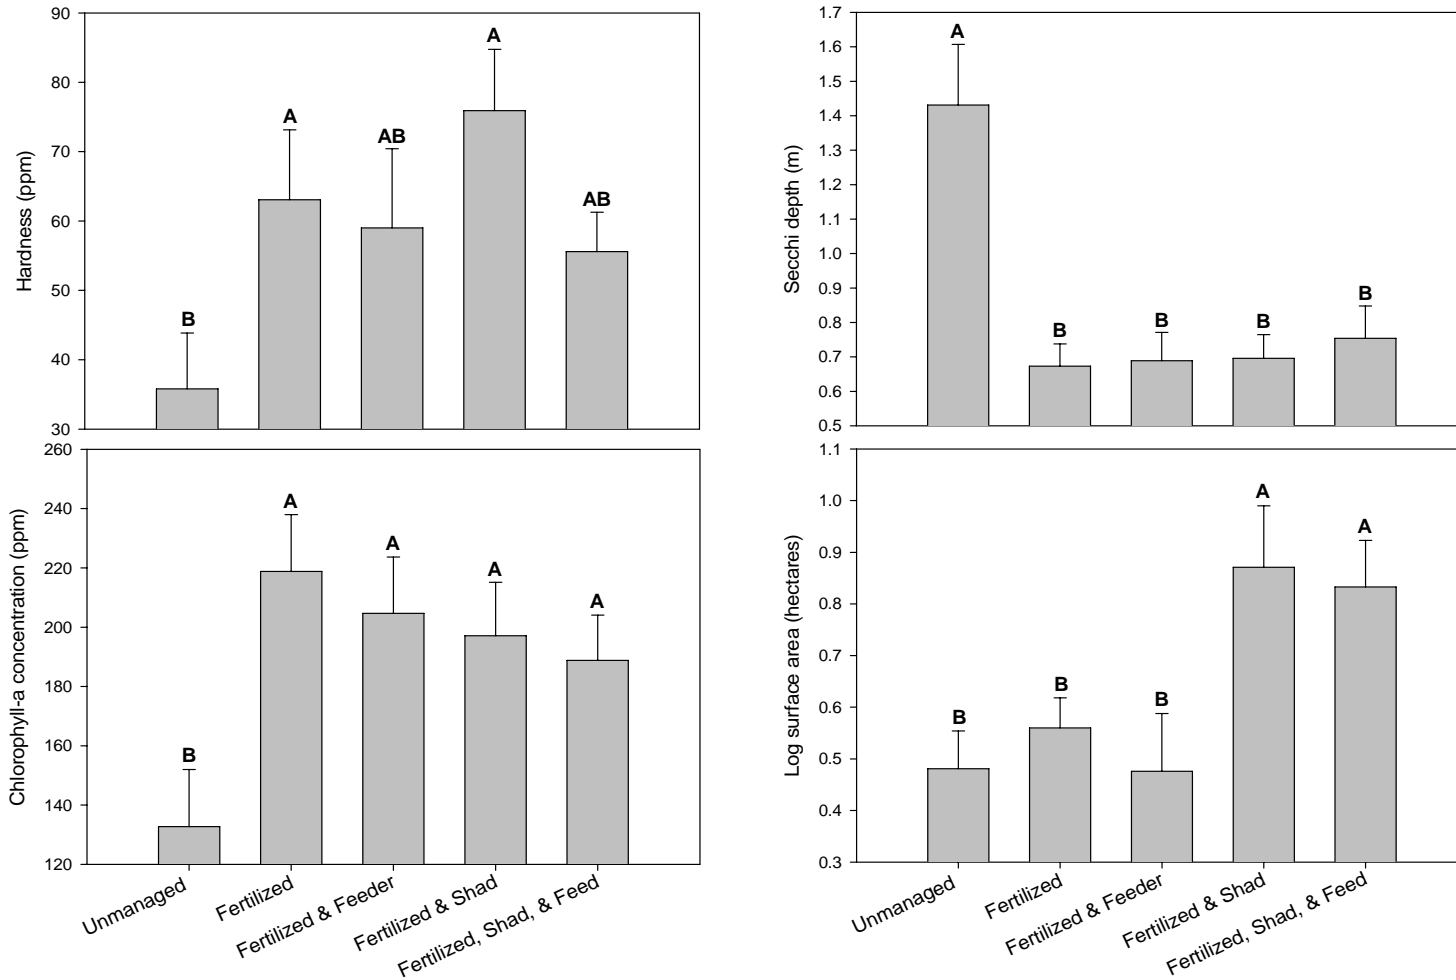 Hardness (ppm)
90
80
70
60
50
40
30
B
A
AB
A
AB
Secchi depth (m)
1.7
1.6
1.5
1.4
1.3
1.2
1.1
1.0
0.9
0.8
0.7
0.6
0.5
A
B
B
B
B
Chlorophyll-a concentration (ppm)
260
240
220
200
180
160
140
120
B
A
A
A
A
Unmanaged
Fertilized
Fertilized & Feeder
Fertilized & Shad
Fertilized, Shad, & Feed
Log surface area (hectares)
1.1
1.0
0.9
0.8
0.7
0.6
0.5
0.4
0.3
B
B
B
A
A
Unmanaged
Fertilized
Fertilized & Feeder
Fertilized & Shad
Fertilized, Shad, & Feed